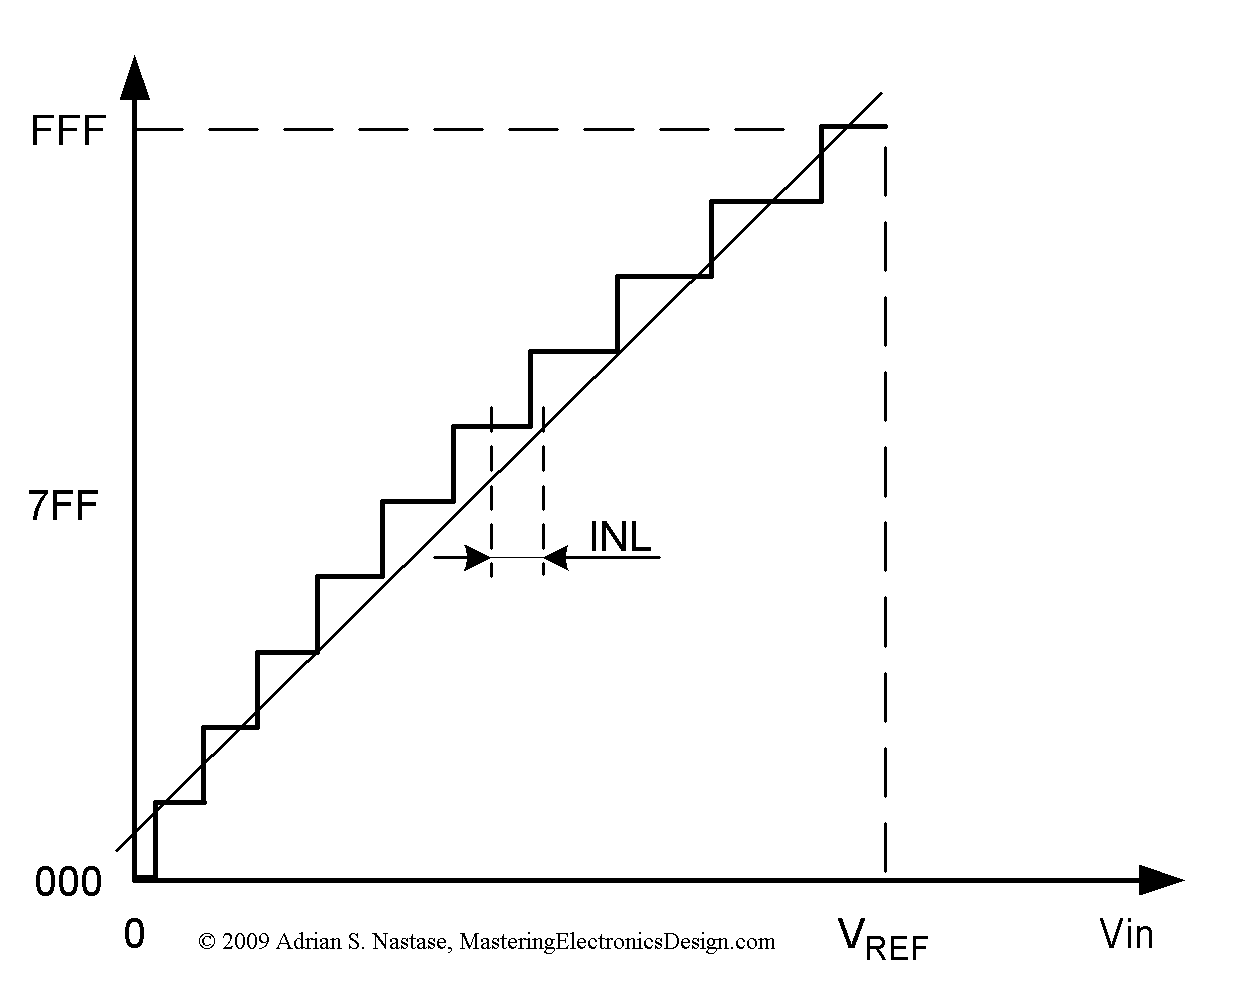 FFF
INL
7FF
000
0
© 2009 Adrian S. Nastase, MasteringElectronicsDesign.com
VREF
Vin